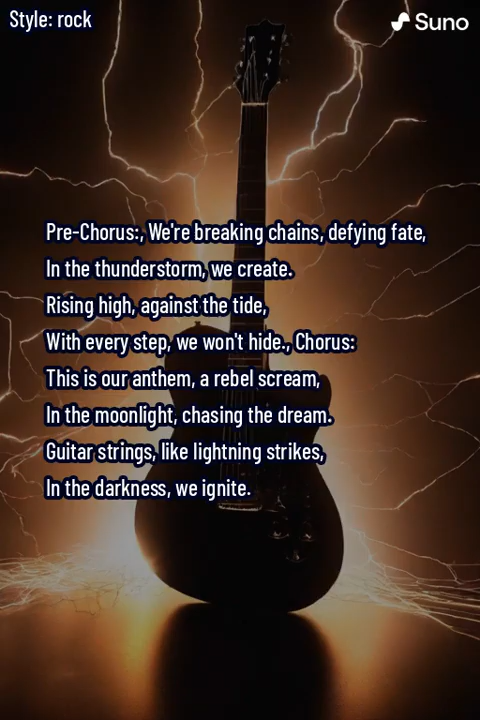 Style: rock
Suno
Pre-Chorus:, We're breaking chains, defying fate,
In the thunderstorm, we create.
Rising high, against the tide,
With every step, we won't hide., Chorus:
This is our anthem, a rebel scream,
In the moonlight, chasing the dream.
Guitar strings, like lightning strikes,
In the darkness, we ignite.